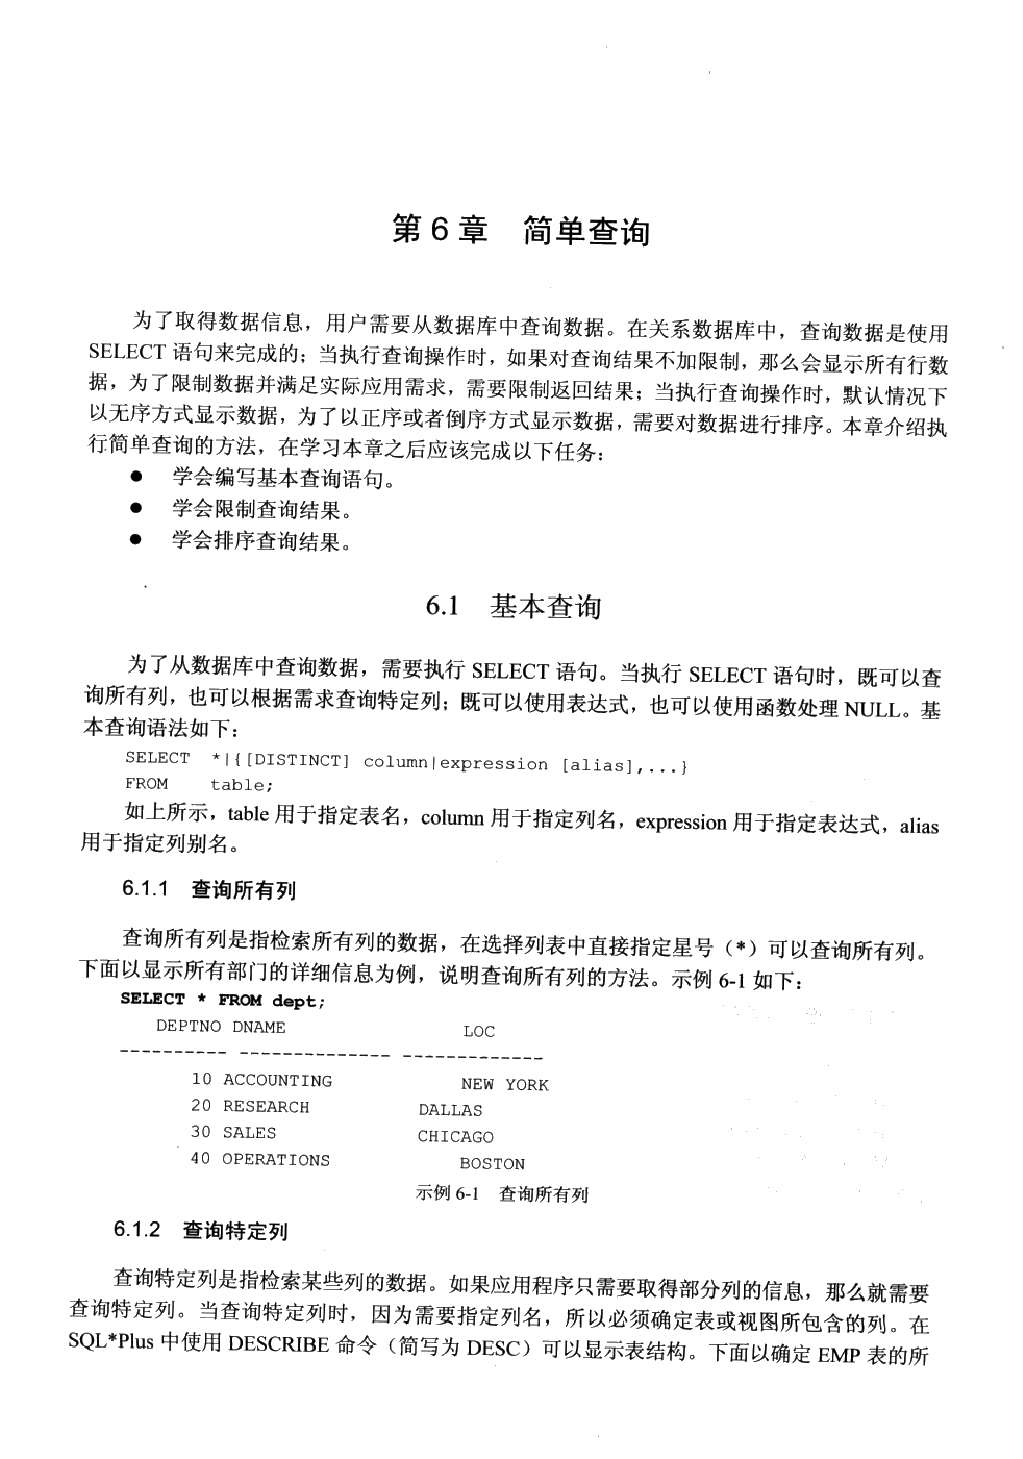 第 6 章　简单查询
为了取得数据信息，用户需要从数据库中查询数据。在关系数据库中，查询数据是使用
SELECT 语句来完成的；当执行查询操作时，如果对查询结果不加限制，那么会显示所有行数
据，为了限制数据并满足实际应用需求，需要限制返回结果；当执行查询操作时，默认情况下
以无序方式显示数据，为了以正序或者倒序方式显示数据，需要对数据进行排序。本章介绍执
行简单查询的方法，在学习本章之后应该完成以下任务：
● 学会编写基本查询语句。
● 学会限制查询结果。
● 学会排序查询结果。
6.1　基本查询
为了从数据库中查询数据，需要执行 SELECT 语句。当执行 SELECT 语句时，既可以查
询所有列，也可以根据需求查询特定列；既可以使用表达式，也可以使用函数处理 NULL。基
本查询语法如下：
SELECT *|{[DISTINCT] column|expression [alias],...}
FROM table;
如上所示，table 用于指定表名，column 用于指定列名，expression 用于指定表达式，alias
用于指定列别名。
6.1.1　查询所有列
查询所有列是指检索所有列的数据，在选择列表中直接指定星号（*）可以查询所有列。
下面以显示所有部门的详细信息为例，说明查询所有列的方法。示例 6-1 如下：
SELECT * FROM dept;
DEPTNO DNAME LOC
---------- -------------- -------------
10 ACCOUNTING NEW YORK
20 RESEARCH DALLAS
30 SALES CHICAGO
40 OPERATIONS BOSTON
示例 6-1　查询所有列
6.1.2　查询特定列
查询特定列是指检索某些列的数据。如果应用程序只需要取得部分列的信息，那么就需要
查询特定列。当查询特定列时，因为需要指定列名，所以必须确定表或视图所包含的列。在
SQL*Plus 中使用 DESCRIBE 命令（简写为 DESC）可以显示表结构。下面以确定 EMP 表的所